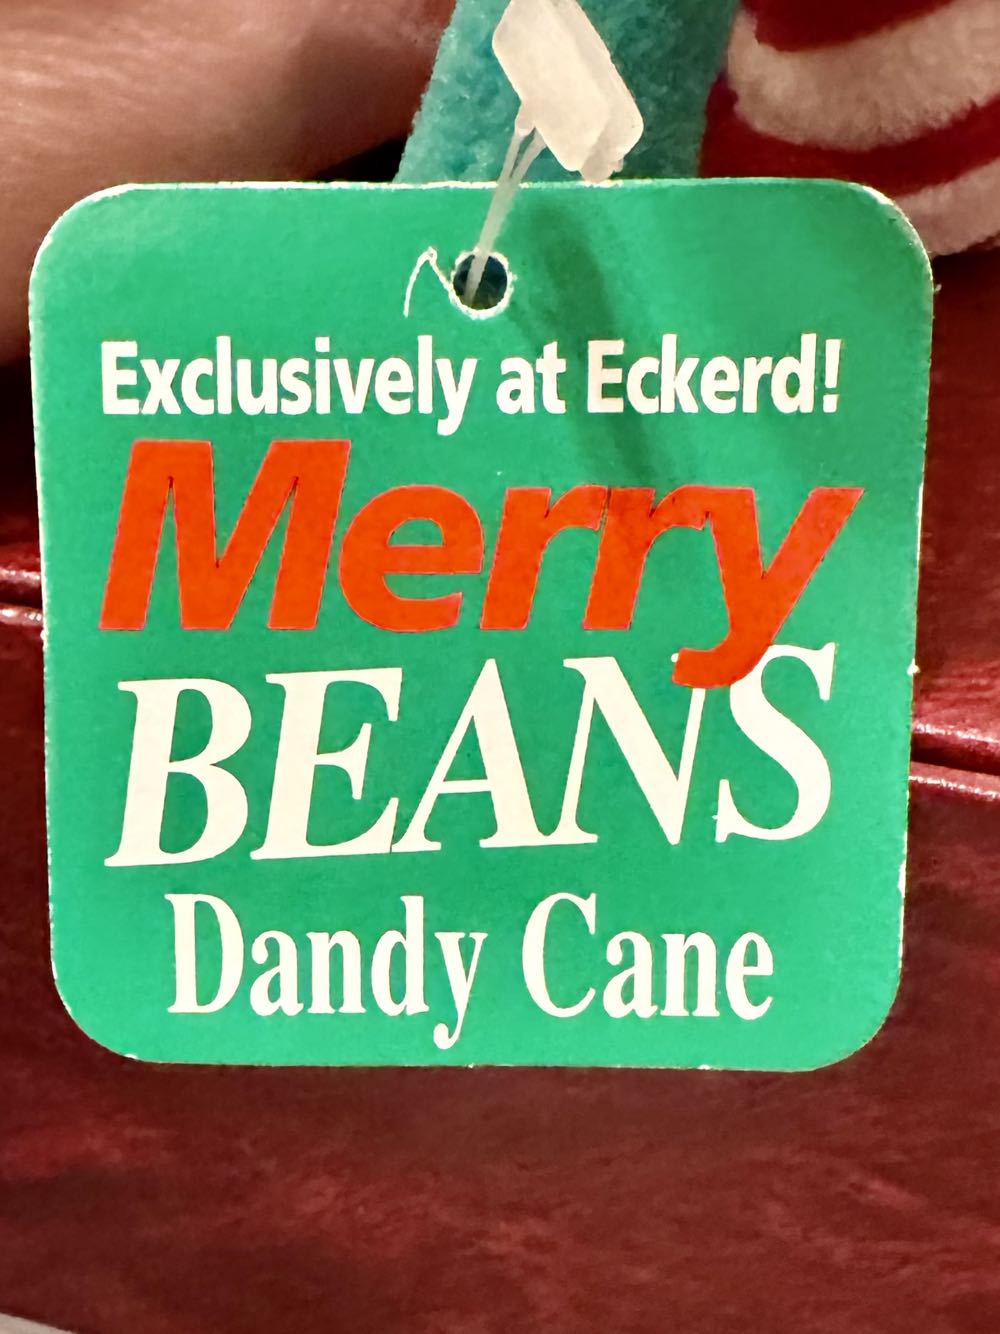 Exclusively at Eckerd!
Merry
BEANS
Dandy Cane